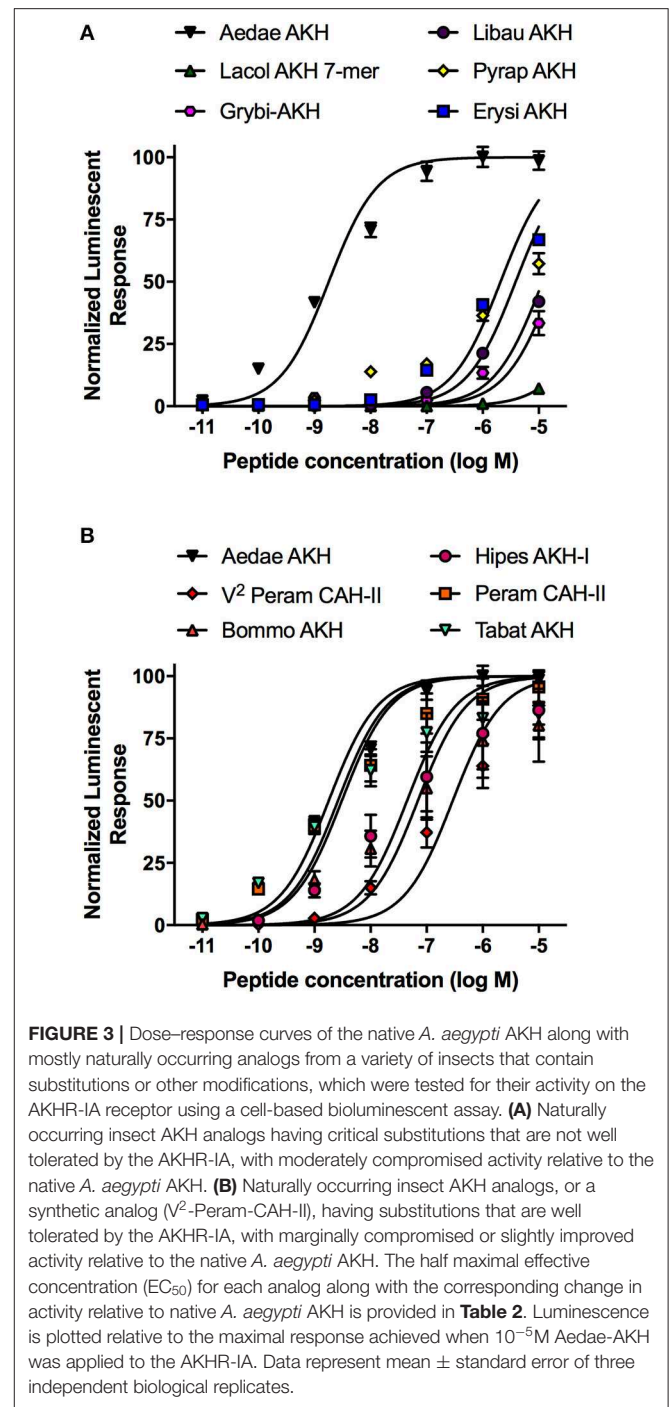 A
Aedae AKH
Libau AKH
Lacol AKH 7-mer
Pyrap AKH
Grybi-AKH
Erysi AKH
Normalized Luminescent
Response
100
75
50
25
0
-11 -10 -9 -8 -7 -6 -5
Peptide concentration (log M)
B
Aedae AKH
Hipes AKH-I
V² Peram CAH-II
Peram CAH-II
Bommo AKH
Tabat AKH
Normalized Luminescent
Response
100
75
50
25
0
-11 -10 -9 -8 -7 -6 -5
Peptide concentration (log M)
FIGURE 3 | Dose–response curves of the native A. aegypti AKH along with
mostly naturally occurring analogs from a variety of insects that contain
substitutions or other modifications, which were tested for their activity on the
AKHR-IA receptor using a cell-based bioluminescent assay. (A) Naturally
occurring insect AKH analogs having critical substitutions that are not well
tolerated by the AKHR-IA, with moderately compromised activity relative to the
native A. aegypti AKH. (B) Naturally occurring insect AKH analogs, or a
synthetic analog (V²-Peram-CAH-II), having substitutions that are well
tolerated by the AKHR-IA, with marginally compromised or slightly improved
activity relative to the native A. aegypti AKH. The half maximal effective
concentration (EC₅₀) for each analog along with the corresponding change in
activity relative to native A. aegypti AKH is provided in Table 2. Luminescence
is plotted relative to the maximal response achieved when 10⁻⁵M Aedae-AKH
was applied to the AKHR-IA. Data represent mean ± standard error of three
independent biological replicates.